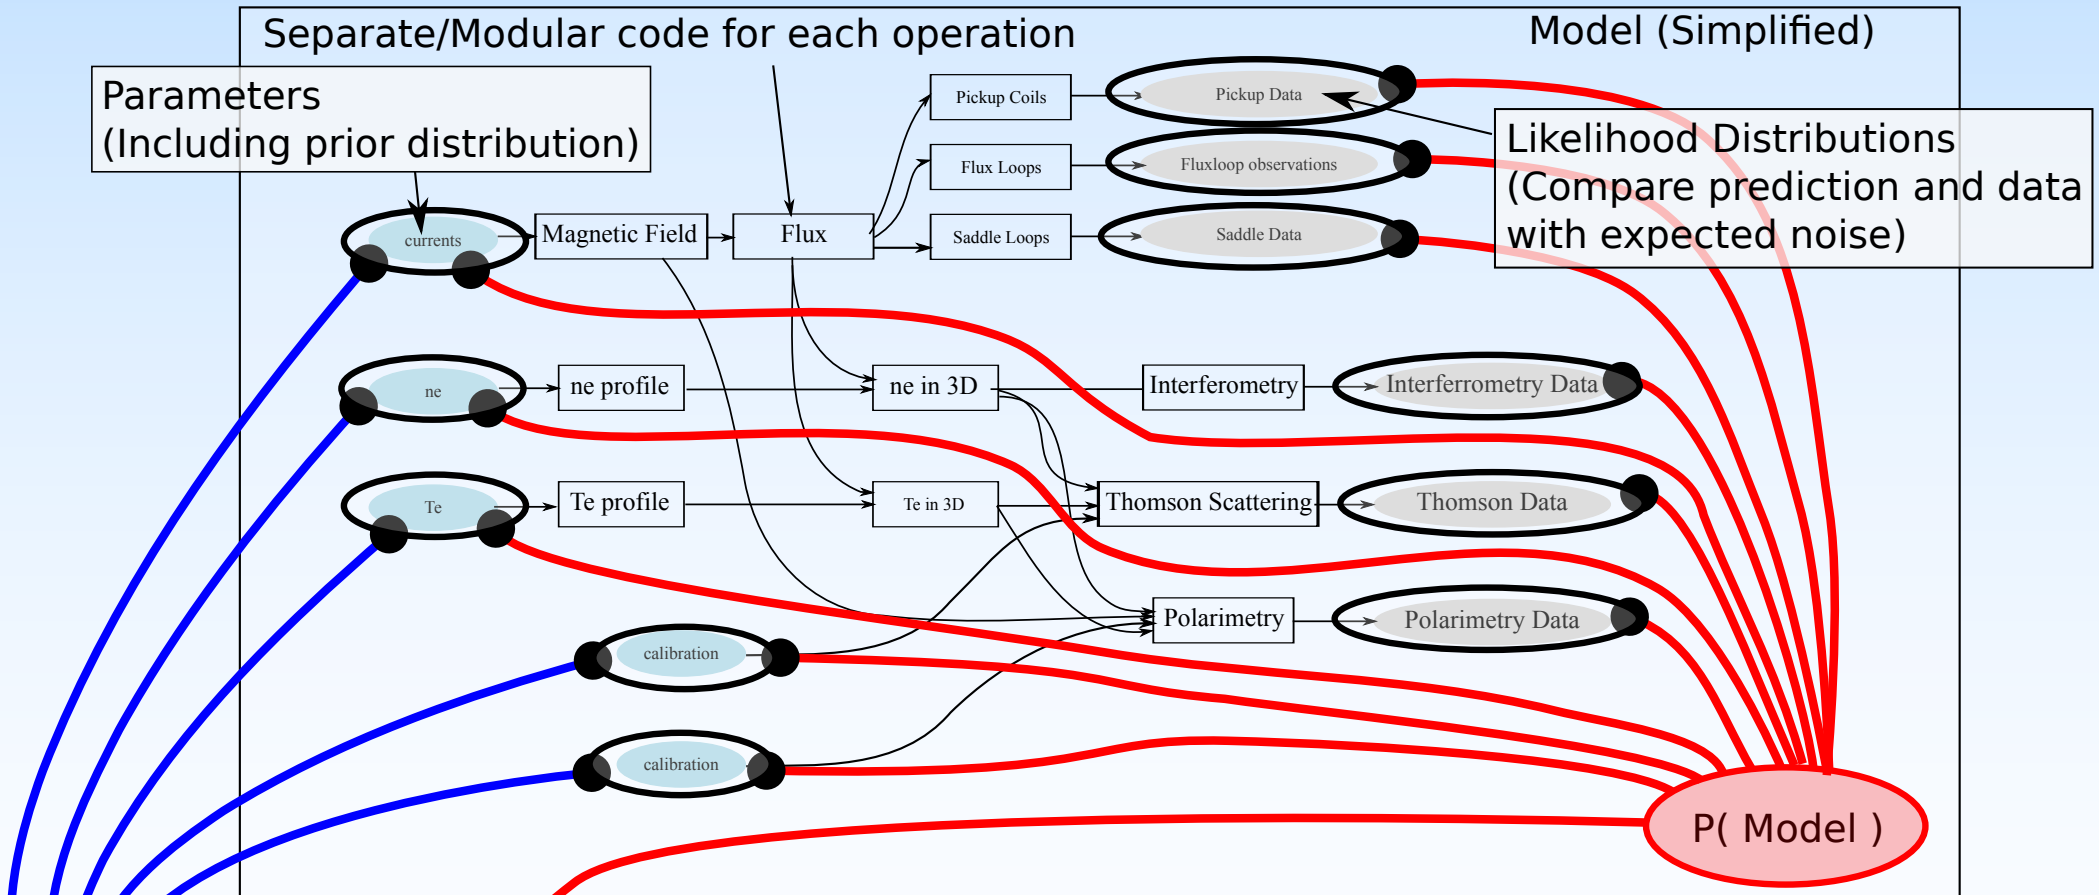 Separate/Modular code for each operation
Model (Simplified)
Parameters
(Including prior distribution)
Pickup Coils
Pickup Data
Likelihood Distributions
(Compare prediction and data
with expected noise)
Flux Loops
Fluxloop observations
currents
Magnetic Field
Flux
Saddle Loops
Saddle Data
ne
ne profile
ne in 3D
Interferometry
Interferrometry Data
Te
Te profile
Te in 3D
Thomson Scattering
Thomson Data
Polarimetry
Polarimetry Data
calibration
calibration
P( Model )